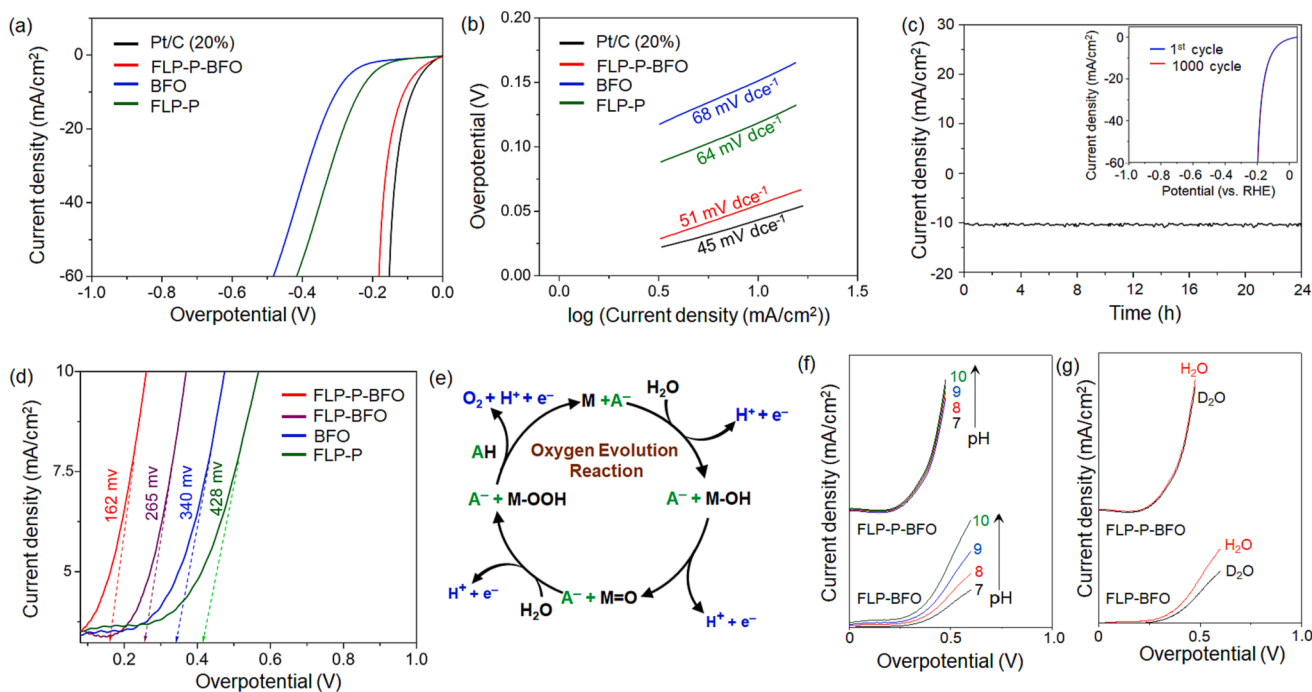 (a)
Pt/C (20%)
FLP-P-BFO
BFO
FLP-P
0
-20
-40
-60
-1.0
-0.8
-0.6
-0.4
-0.2
0.0
Current density (mA/cm²)
Overpotential (V)
(b)
Pt/C (20%)
FLP-P-BFO
BFO
FLP-P
0.20
0.15
0.10
0.05
0.00
68 mV dce⁻¹
64 mV dce⁻¹
51 mV dce⁻¹
45 mV dce⁻¹
0.0
0.5
1.0
1.5
Overpotential (V)
log (Current density (mA/cm²))
(c)
30
20
10
0
-10
-20
0
4
8
12
16
20
24
Current density (mA/cm²)
Time (h)
1st cycle
1000 cycle
0
-20
-40
-60
-1.0
-0.8
-0.6
-0.4
-0.2
0.0
Current density (mA/cm²)
Potential (vs. RHE)
(d)
FLP-P-BFO
FLP-BFO
BFO
FLP-P
10
7.5
5
162 mv
265 mv
340 mv
428 mv
0.2
0.4
0.6
0.8
1.0
Current density (mA/cm²)
Overpotential (V)
(e)
O₂ + H⁺+ e⁻
M +A⁻
H₂O
H⁺+ e⁻
AH
Oxygen Evolution
Reaction
A⁻ + M-OOH
A⁻ + M-OH
H⁺+ e⁻
H₂O
A⁻ + M=O
H⁺ + e⁻
(f)
10
9
8
7
pH
FLP-P-BFO
10
9
8
7
pH
FLP-BFO
0
0.5
1.0
Current density (mA/cm²)
Overpotential (V)
(g)
H₂O
D₂O
FLP-P-BFO
H₂O
D₂O
FLP-BFO
0
0.5
1.0
Current density (mA/cm²)
Overpotential (V)